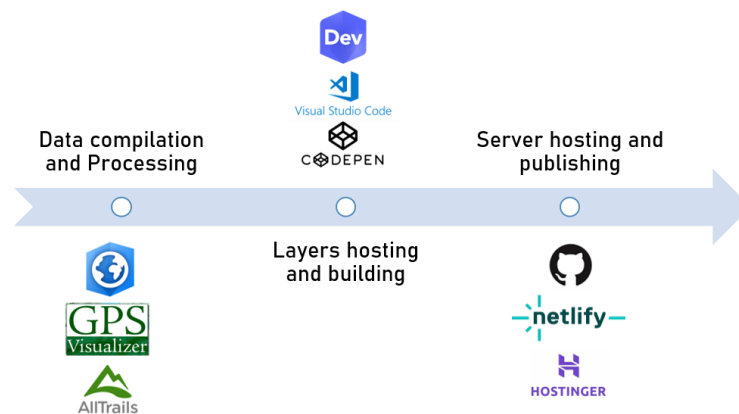 Dev
Visual Studio Code
CODEPEN
Data compilation
and Processing
Server hosting and
publishing
Layers hosting
and building
GPS
Visualizer
AllTrails
netlify
HOSTINGER